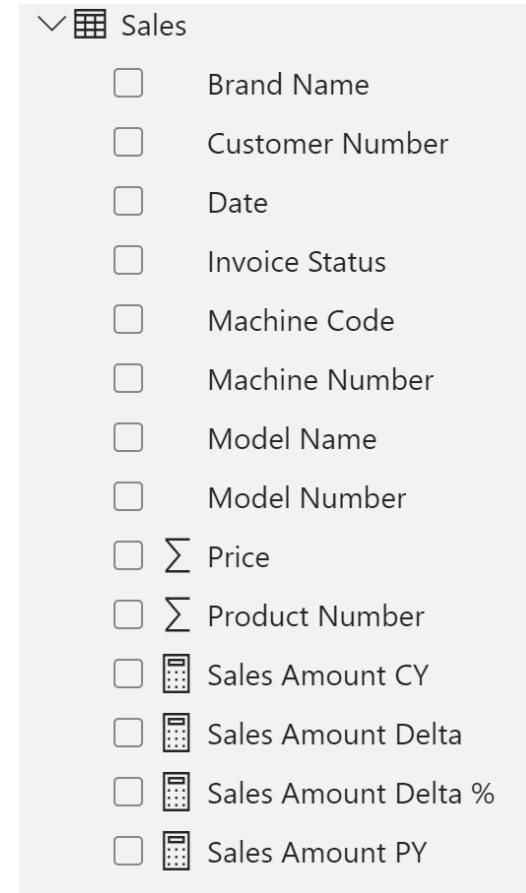 Sales
Brand Name
Customer Number
Date
Invoice Status
Machine Code
Machine Number
Model Name
Model Number
Price
Product Number
Sales Amount CY
Sales Amount Delta
Sales Amount Delta %
Sales Amount PY